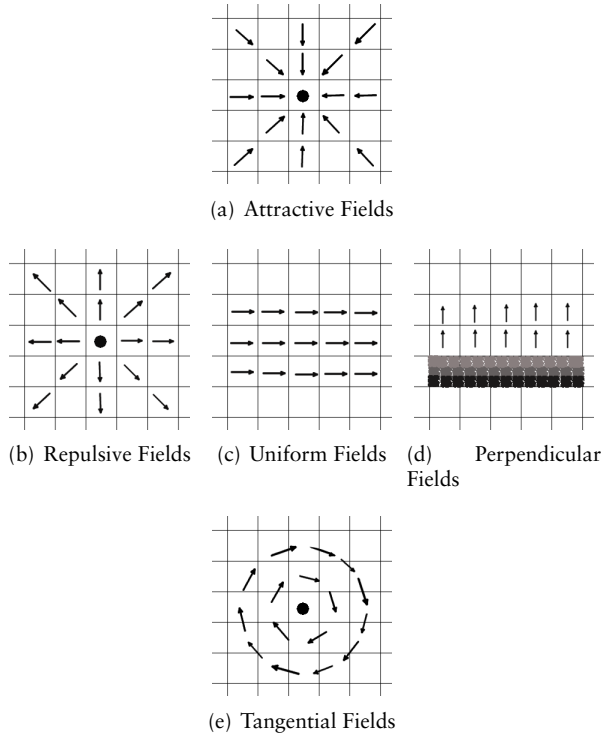 (a) Attractive Fields
(b) Repulsive Fields
(c) Uniform Fields
(d) Perpendicular
Fields
(e) Tangential Fields